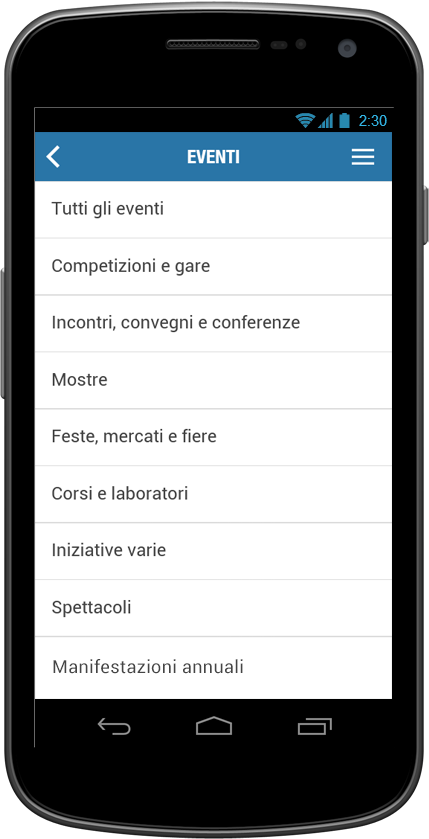 2:30
EVENTI
Tutti gli eventi
Competizioni e gare
Incontri, convegni e conferenze
Mostre
Feste, mercati e fiere
Corsi e laboratori
Iniziative varie
Spettacoli
Manifestazioni annuali